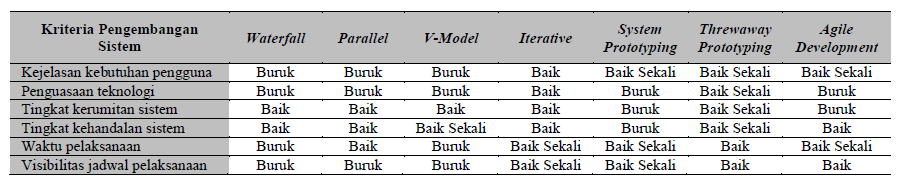 Kriteria Pengembangan Sistem Waterfall Parallel V-Model Iterative System Prototyping Threwaway Prototyping Agile Development
Kejelasan kebutuhan pengguna Buruk Buruk Buruk Baik Baik Sekali Baik Sekali Baik Sekali
Penguasaan teknologi Buruk Buruk Buruk Baik Buruk Baik Sekali Buruk
Tingkat kerumitan sistem Baik Baik Baik Baik Buruk Baik Sekali Buruk
Tingkat kehandalan sistem Baik Baik Baik Sekali Baik Buruk Baik Sekali Baik
Waktu pelaksanaan Buruk Baik Buruk Baik Sekali Baik Sekali Baik Baik Sekali
Visibilitas jadwal pelaksanaan Buruk Buruk Buruk Baik Sekali Baik Sekali Baik Baik